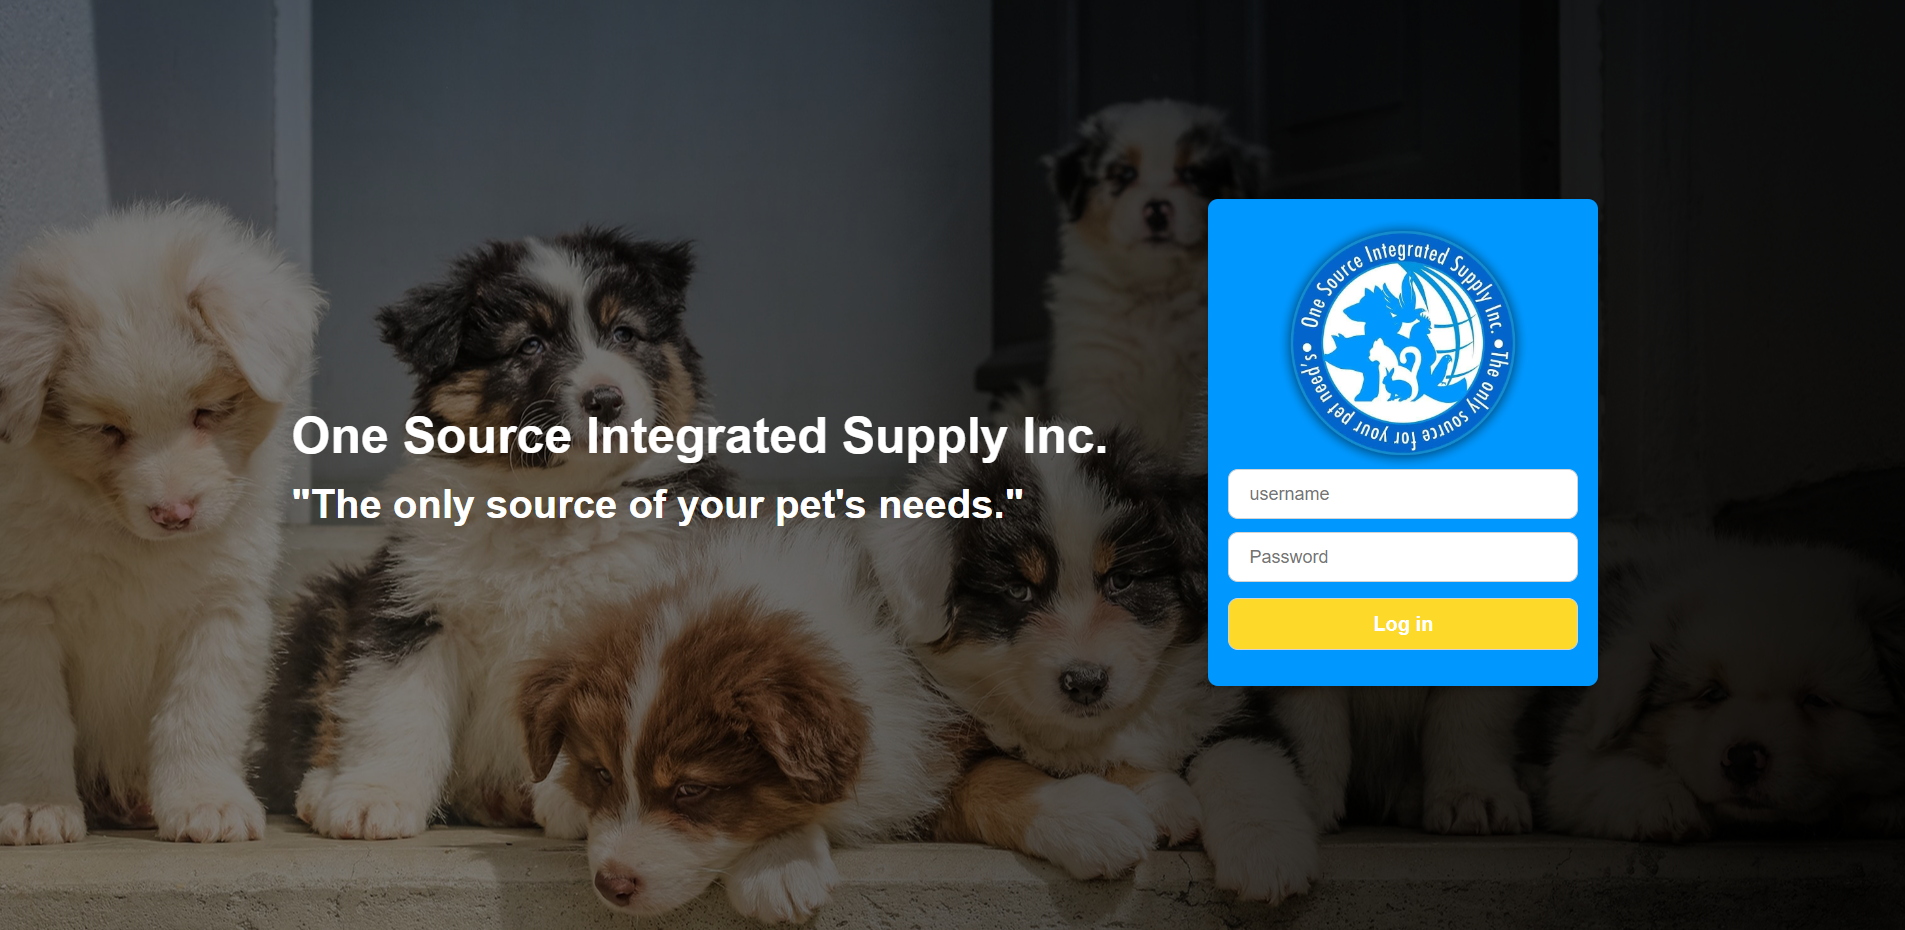 One Source Integrated Supply Inc.
"The only source of your pet's needs."
One Source Integrated Supply Inc.
The only source for your pet need's
username
Password
Log in